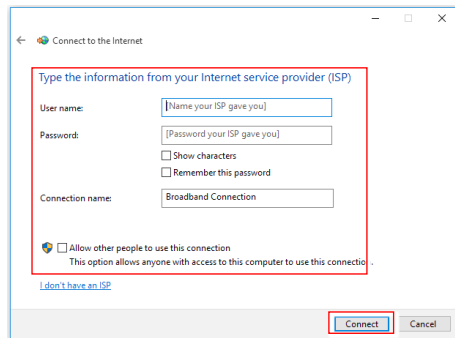 Connect to the Internet
Type the information from your Internet service provider (ISP)
User name:
[Name your ISP gave you]
Password:
[Password your ISP gave you]
Show characters
Remember this password
Connection name:
Broadband Connection
Allow other people to use this connection
This option allows anyone with access to this computer to use this connectio .
I don't have an ISP
Connect Cancel